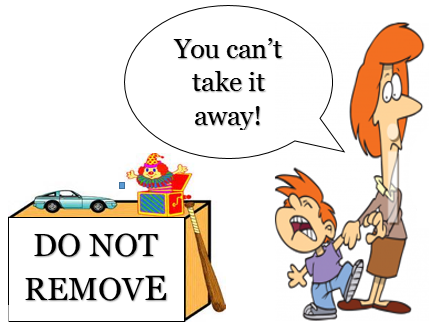 You can't
take it
away!
DO NOT
REMOVE